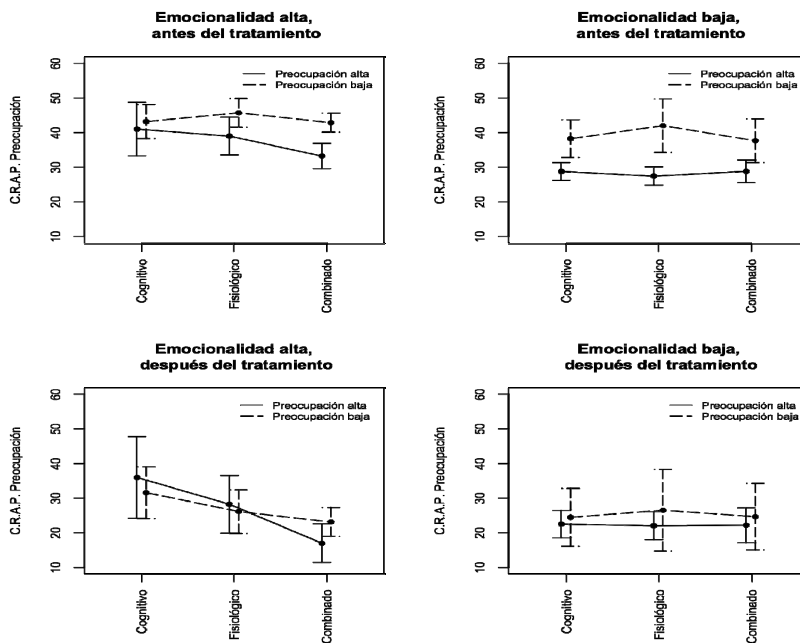 Emocionalidad alta,
antes del tratamiento
C.R.A.P. Preocupación
60
50
40
30
20
10
Preocupación alta
Preocupación baja
Cognitivo
Fisiológico
Combinado
Emocionalidad baja,
antes del tratamiento
C.R.A.P. Preocupación
60
50
40
30
20
10
Preocupación alta
Preocupación baja
Cognitivo
Fisiológico
Combinado
Emocionalidad alta,
después del tratamiento
C.R.A.P. Preocupación
60
50
40
30
20
10
Preocupación alta
Preocupación baja
Cognitivo
Fisiológico
Combinado
Emocionalidad baja,
después del tratamiento
C.R.A.P. Preocupación
60
50
40
30
20
10
Preocupación alta
Preocupación baja
Cognitivo
Fisiológico
Combinado